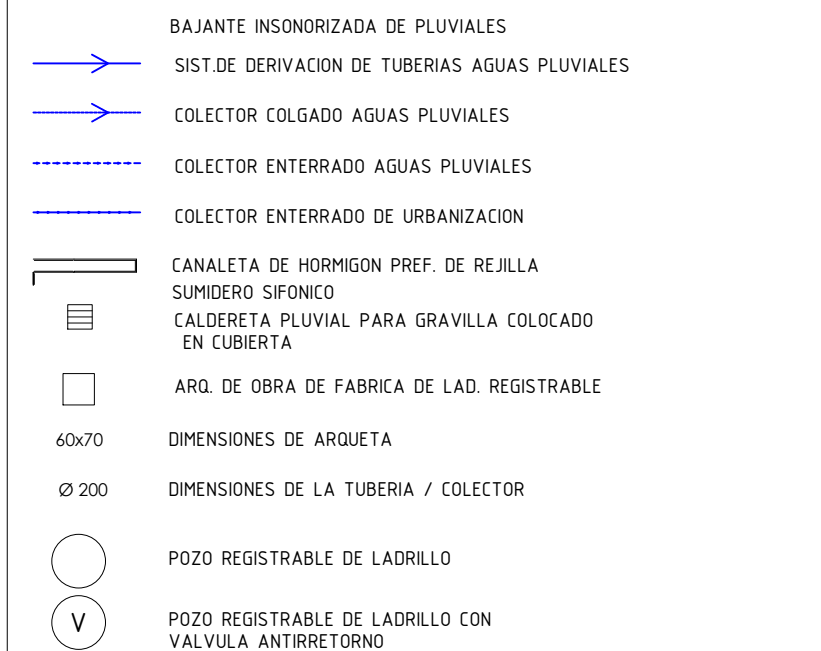 BAJANTE INSONORIZADA DE PLUVIALES
SIST.DE DERIVACION DE TUBERIAS AGUAS PLUVIALES
COLECTOR COLGADO AGUAS PLUVIALES
COLECTOR ENTERRADO AGUAS PLUVIALES
COLECTOR ENTERRADO DE URBANIZACION
CANALETA DE HORMIGON PREF. DE REJILLA
SUMIDERO SIFONICO
CALDERETA PLUVIAL PARA GRAVILLA COLOCADO
EN CUBIERTA
ARQ. DE OBRA DE FABRICA DE LAD. REGISTRABLE
60x70 DIMENSIONES DE ARQUETA
Ø 200 DIMENSIONES DE LA TUBERIA / COLECTOR
POZO REGISTRABLE DE LADRILLO
V POZO REGISTRABLE DE LADRILLO CON
VALVULA ANTIRRETORNO